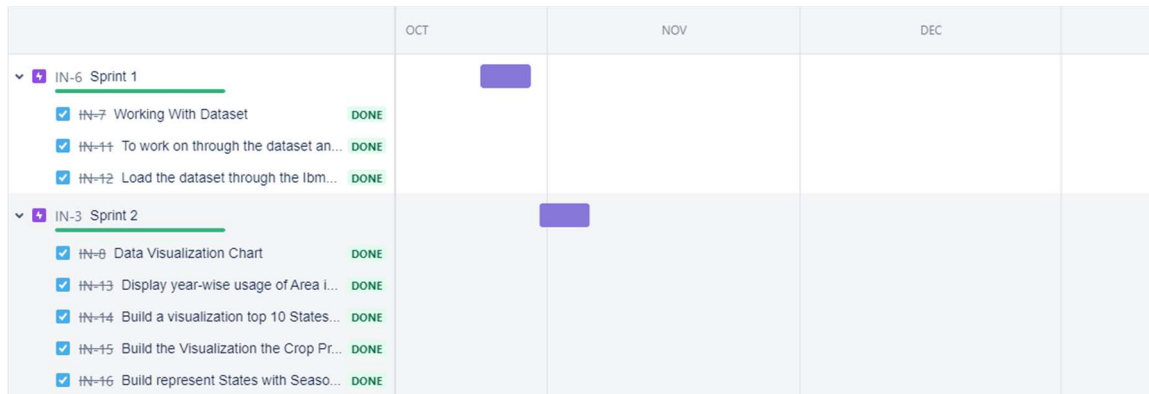 OCT NOV DEC
IN-6 Sprint 1
IN-7 Working With Dataset DONE
IN-11 To work on through the dataset an... DONE
IN-12 Load the dataset through the Ibm... DONE
IN-3 Sprint 2
IN-8 Data Visualization Chart DONE
IN-13 Display year-wise usage of Area i... DONE
IN-14 Build a visualization top 10 States... DONE
IN-15 Build the Visualization the Crop Pr... DONE
IN-16 Build represent States with Seaso... DONE